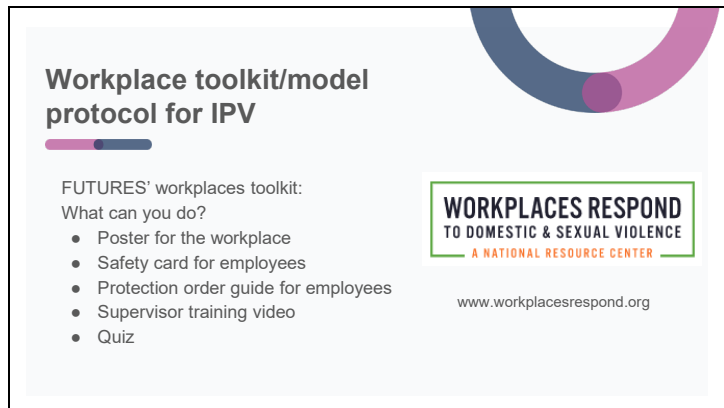 Workplace toolkit/model
protocol for IPV
FUTURES’ workplaces toolkit:
What can you do?
● Poster for the workplace
● Safety card for employees
● Protection order guide for employees
● Supervisor training video
● Quiz
WORKPLACES RESPOND
TO DOMESTIC & SEXUAL VIOLENCE
A NATIONAL RESOURCE CENTER
www.workplacesrespond.org